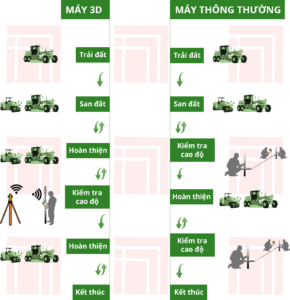 MÁY 3D
MÁY THÔNG THƯỜNG
Trải đất
Trải đất
San đất
San đất
Hoàn thiện
Kiểm tra
cao độ
Kiểm tra
cao độ
Hoàn thiện
Hoàn thiện
Kiểm tra
cao độ
Kết thúc
Kết thúc